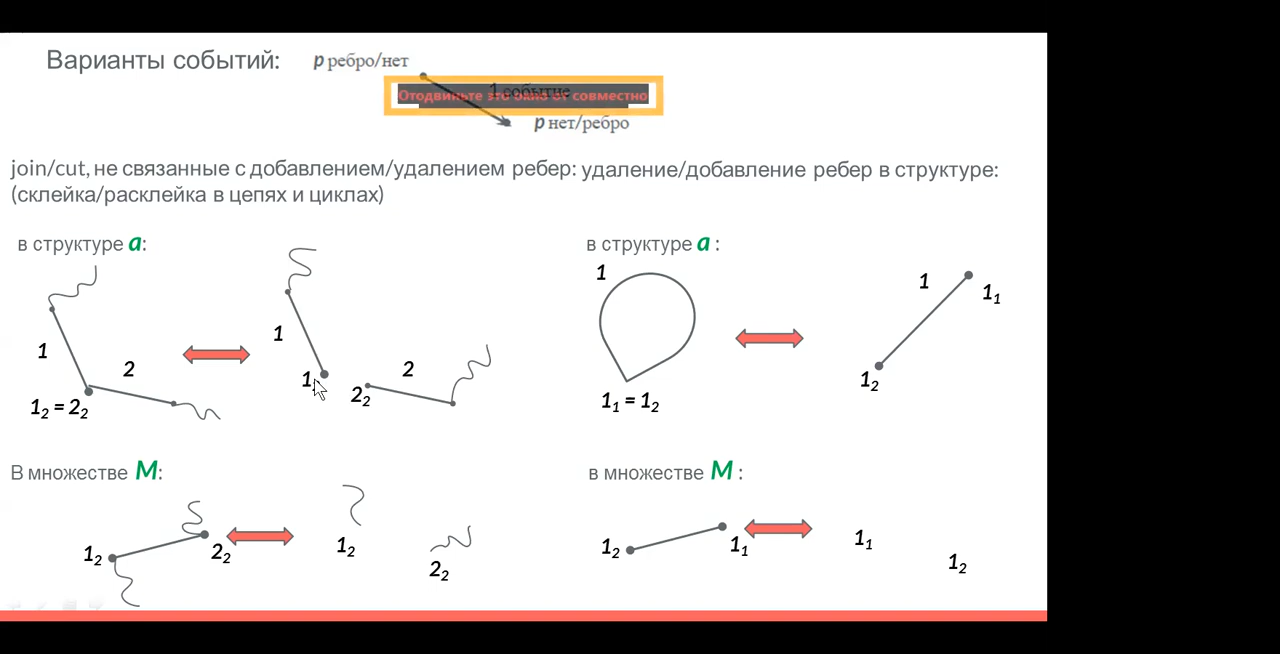 Варианты событий:
p ребро/нет
1 событие
Отодвиньте это окно от совместно
p нет/ребро
join/cut, не связанные с добавлением/удалением ребер:
(склейка/расклейка в цепях и циклах)
удаление/добавление ребер в структуре:
в структуре a:
1
2
1₂ = 2₂
1
1
2₂
2
в структуре a :
1
1₁ = 1₂
1
1₁
1₂
В множестве M:
1₂
2₂
1₂
2₂
в множестве M :
1₂
1₁
1₁
1₂